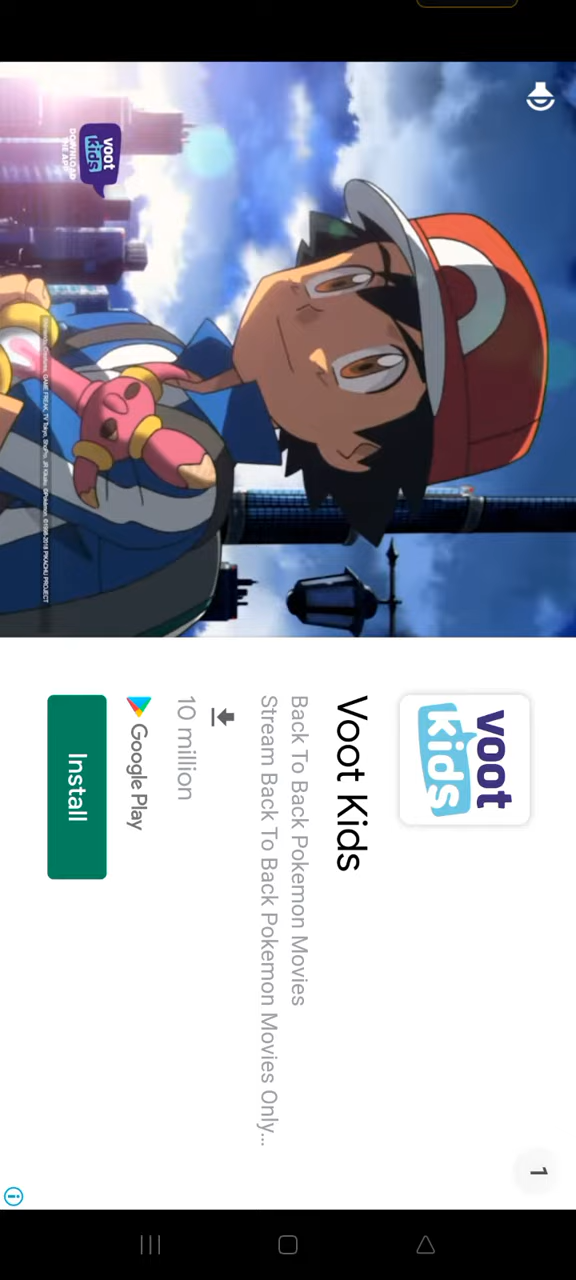 voot
kids
DOWNLOAD
THE APP
voot
kids
Voot Kids
Back To Back Pokemon Movies
Stream Back To Back Pokemon Movies Only...
10 million
Google Play
Install
1